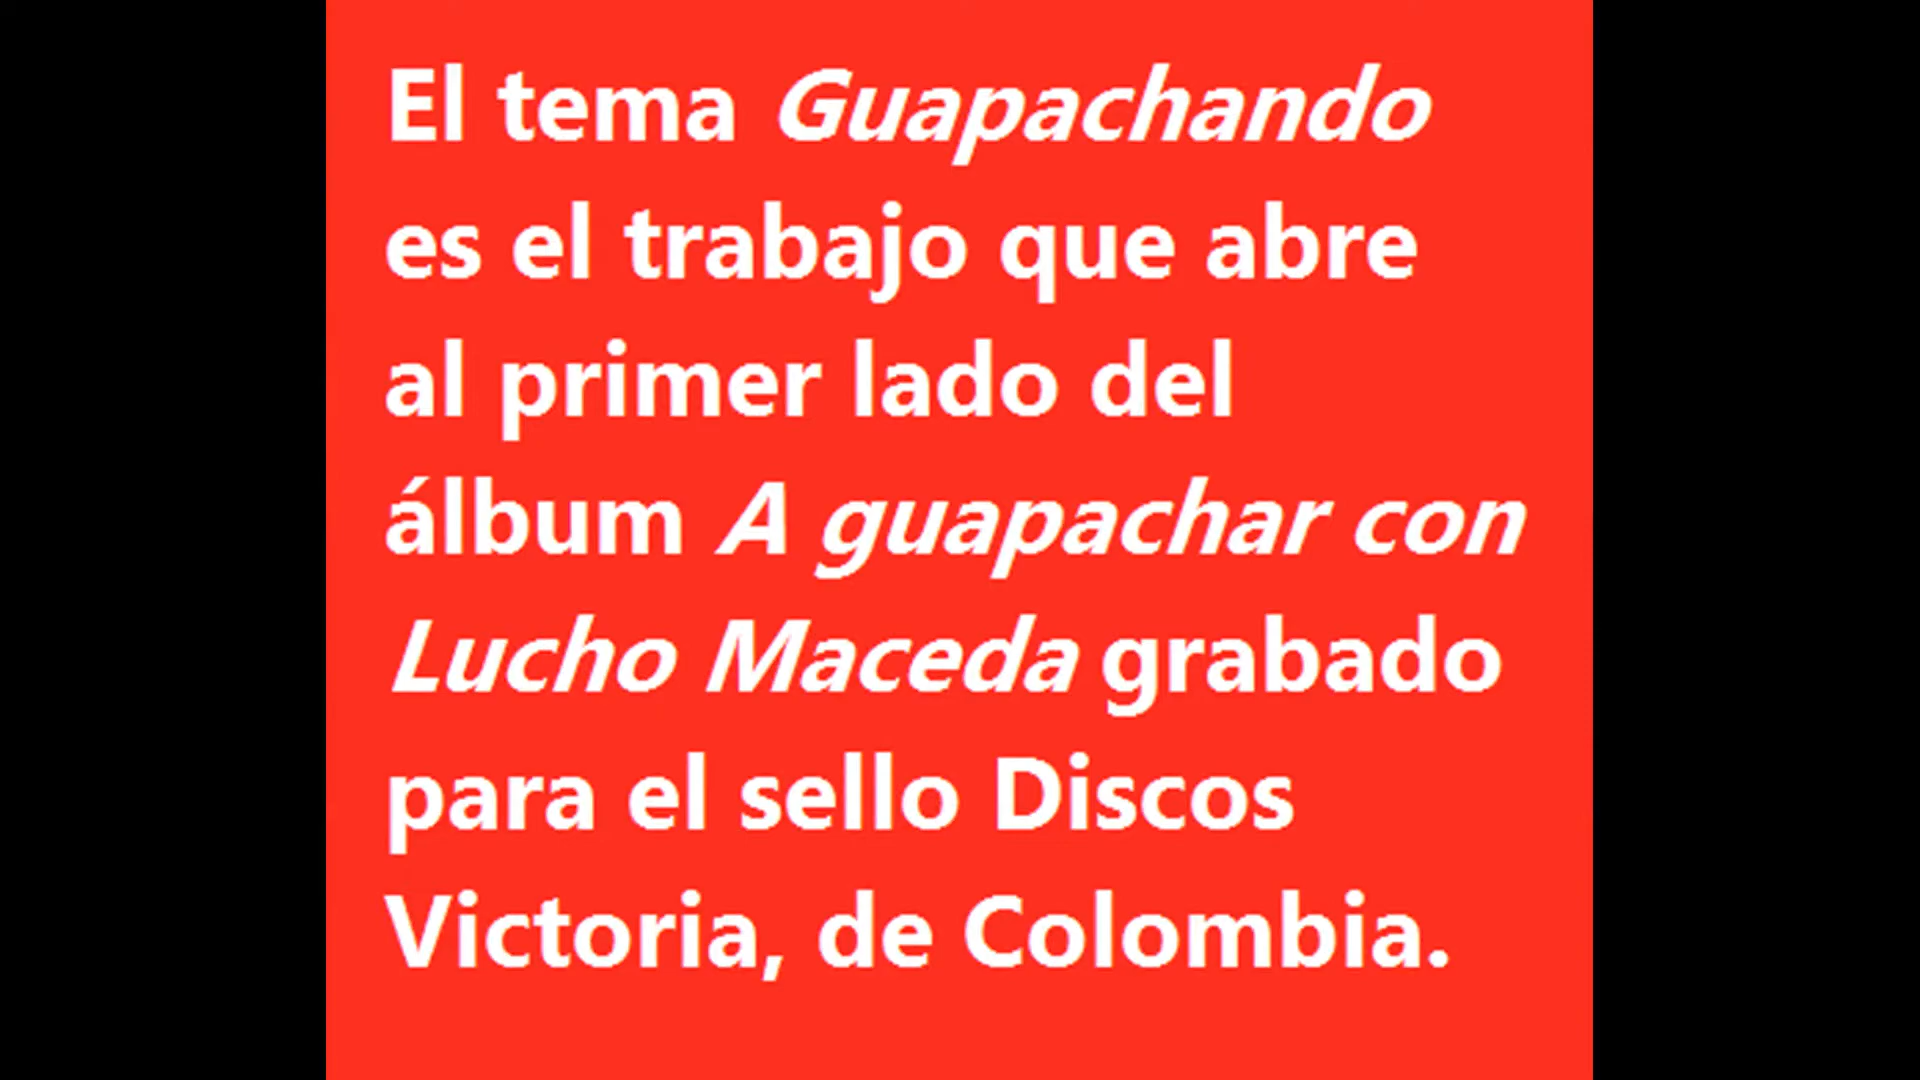 El tema Guapachando
es el trabajo que abre
al primer lado del
álbum A guapachar con
Lucho Maceda grabado
para el sello Discos
Victoria, de Colombia.